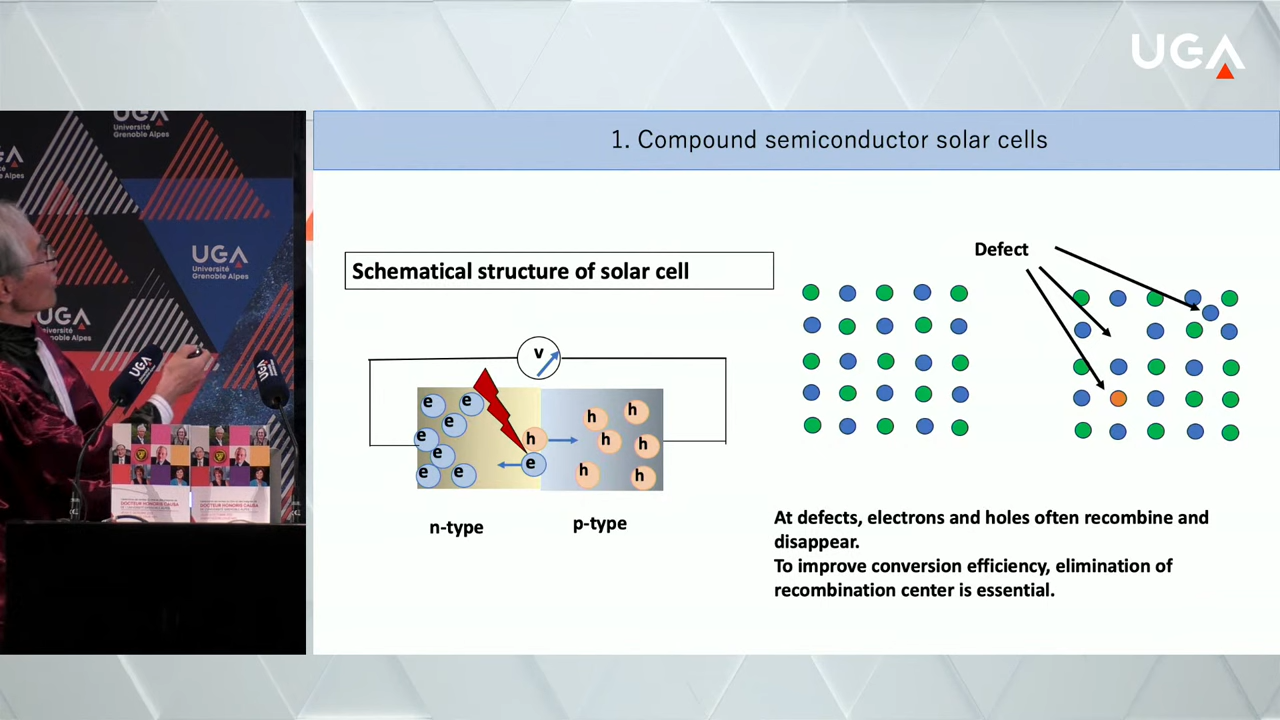 UGA
UGA
Université
Grenoble Alpes
UGA
Université
Grenoble Alpes
UGA
Université
Grenoble Alpes
UGA
UGA
DOCTEUR HONORIS CAUSA
DOCTEUR HONORIS CAUSA
1. Compound semiconductor solar cells
Schematical structure of solar cell
v
e e
e
e
e
e e
h
e
h h
h h
h h
n-type p-type
Defect
At defects, electrons and holes often recombine and
disappear.
To improve conversion efficiency, elimination of
recombination center is essential.